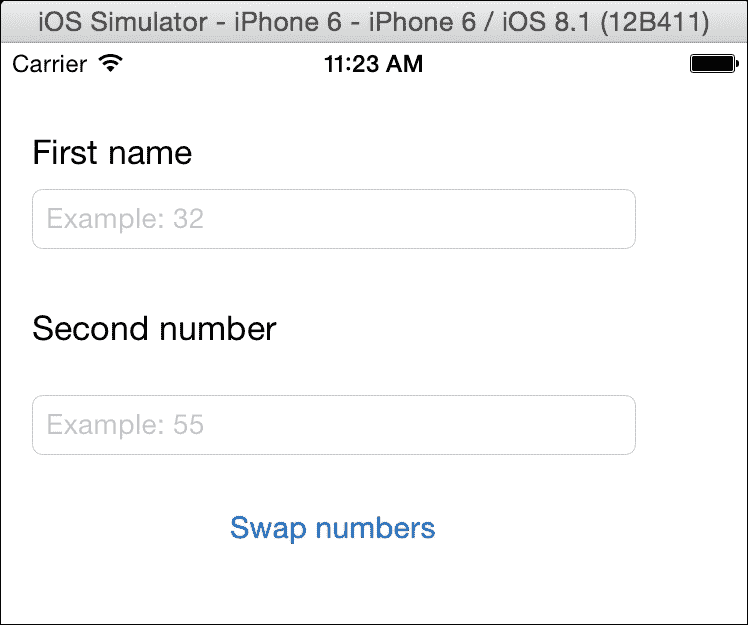 iOS Simulator - iPhone 6 - iPhone 6 / iOS 8.1 (12B411)
Carrier 11:23 AM
First name
Example: 32
Second number
Example: 55
Swap numbers